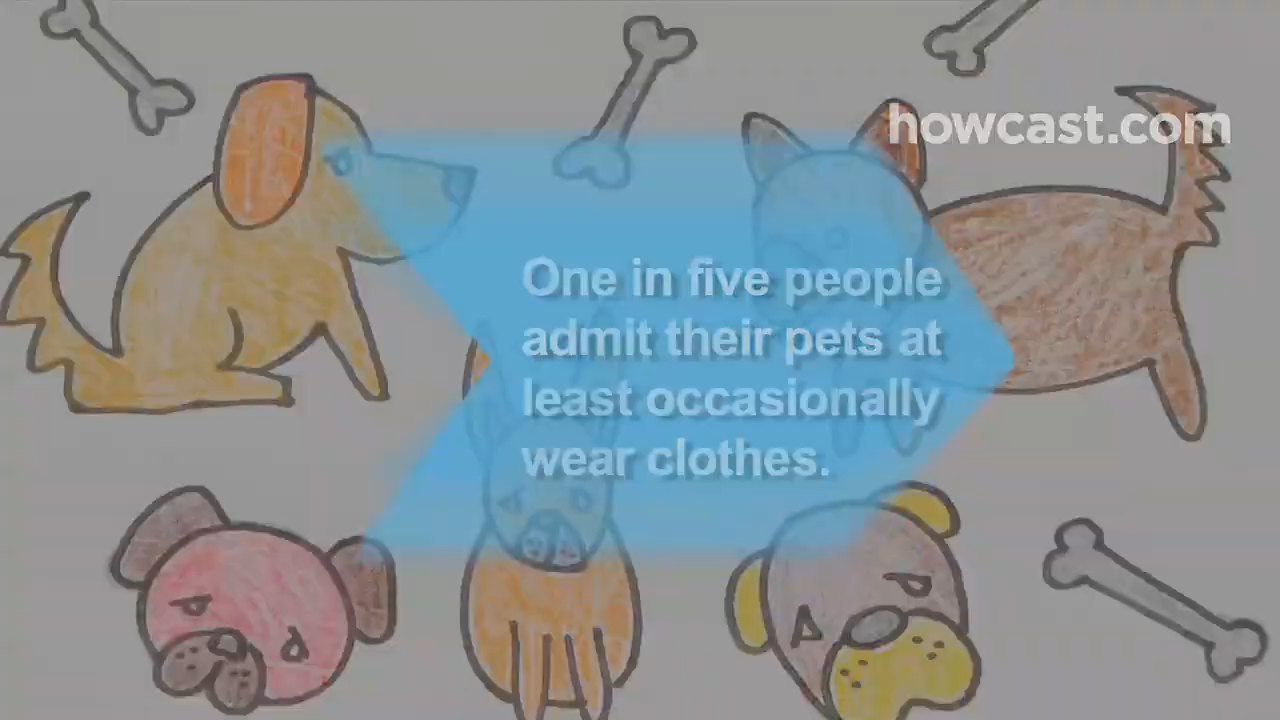 howcast.com
One in five people
admit their pets at
least occasionally
wear clothes.